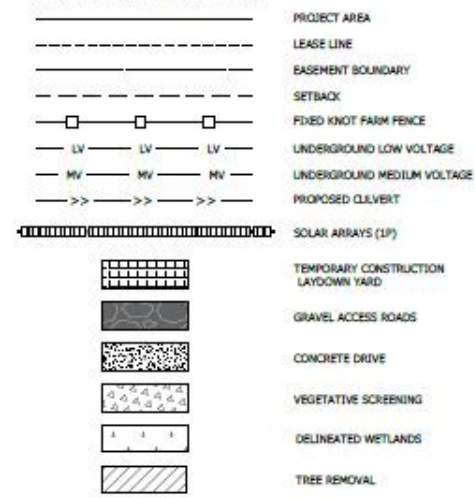 PROJECT AREA
LEASE LINE
EASEMENT BOUNDARY
SETBACK
FIXED KNOT FARM FENCE
LV LV LV UNDERGROUND LOW VOLTAGE
MV MV MV UNDERGROUND MEDIUM VOLTAGE
>> >> >> PROPOSED CULVERT
SOLAR ARRAYS (1P)
TEMPORARY CONSTRUCTION
LAYDOWN YARD
GRAVEL ACCESS ROADS
CONCRETE DRIVE
VEGETATIVE SCREENING
DELINEATED WETLANDS
TREE REMOVAL